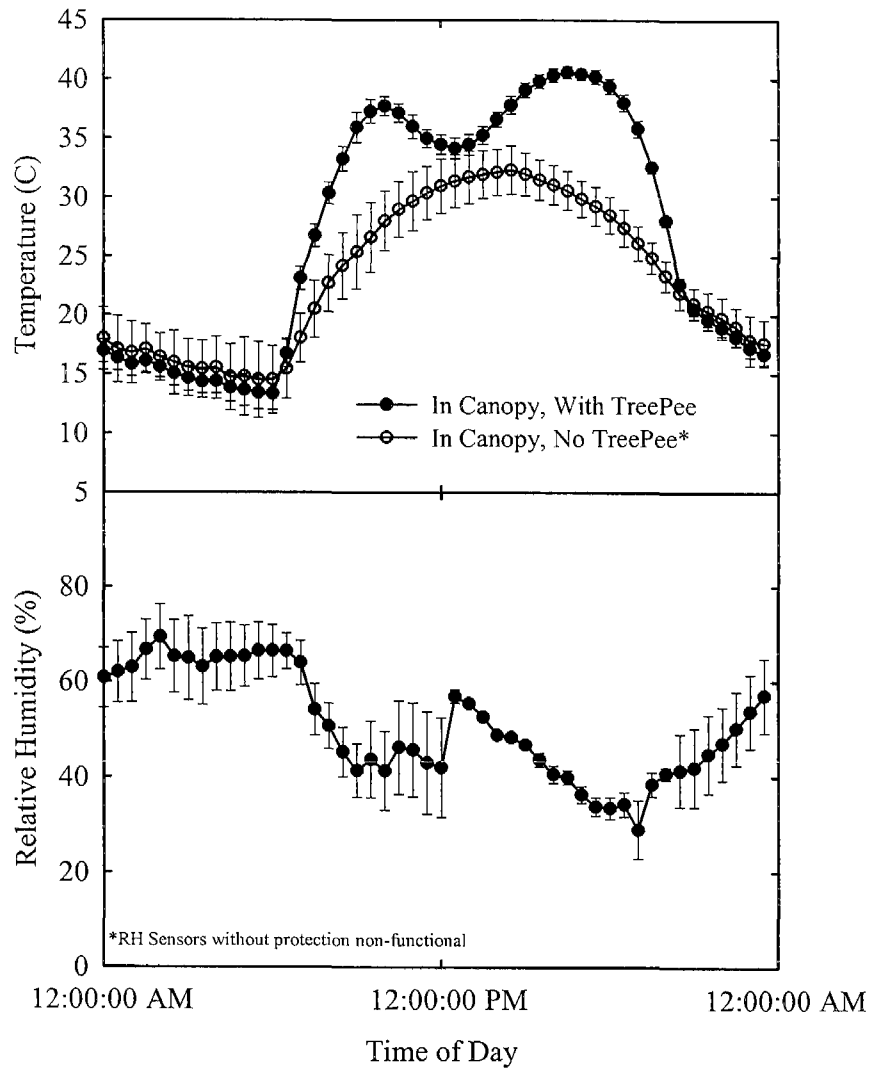 45
40
35
30
25
20
15
10
5
Temperature (C)
In Canopy, With TreePee
In Canopy, No TreePee*
80
60
40
20
0
Relative Humidity (%)
*RH Sensors without protection non-functional
12:00:00 AM
12:00:00 PM
12:00:00 AM
Time of Day